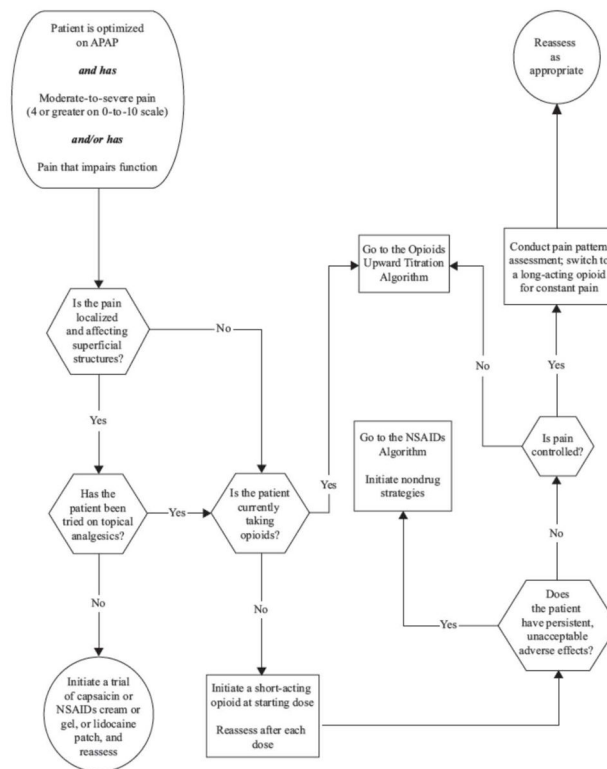 Patient is optimized
on APAP
and has
Moderate-to-severe pain
(4 or greater on 0-to-10 scale)
and/or has
Pain that impairs function
Reassess
as
appropriate
Go to the Opioids
Upward Titration
Algorithm
Conduct pain pattern
assessment; switch to
a long-acting opioid
for constant pain
Is the pain
localized
and affecting
superficial
structures?
No
Yes
No
Yes
Go to the NSAIDs
Algorithm
Initiate nondrug
strategies
Is pain
controlled?
Has the
patient been
tried on topical
analgesics?
Yes
Is the patient
currently
taking
opioids?
Yes
No
No
No
Yes
Does
the patient
have persistent,
unacceptable
adverse effects?
Initiate a trial
of capsaicin or
NSAIDs cream or
gel, or lidocaine
patch, and
reassess
Initiate a short-acting
opioid at starting dose
Reassess after each
dose